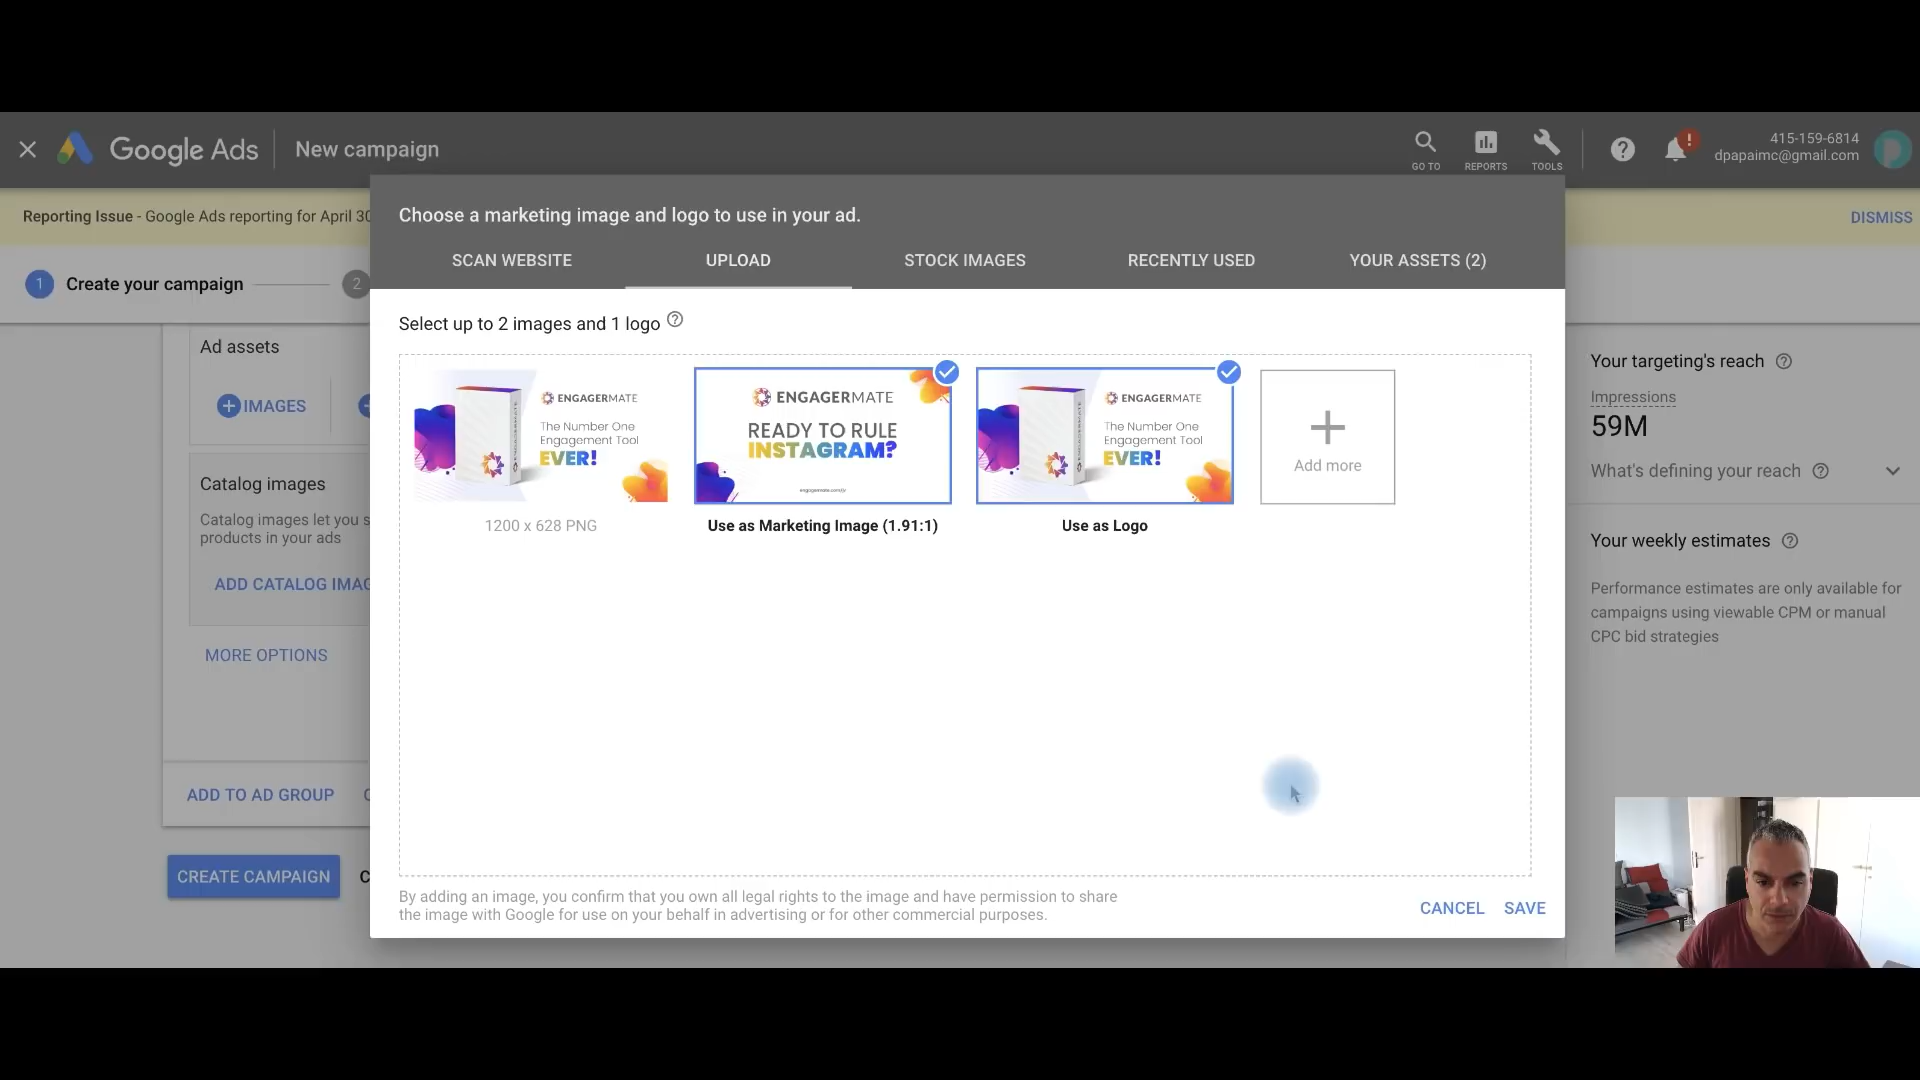 Google Ads
New campaign
GO TO
REPORTS
TOOLS
!
415-159-6814
dpapaimc@gmail.com
Reporting Issue - Google Ads reporting for April 30
DISMISS
1
Create your campaign
2
Choose a marketing image and logo to use in your ad.
SCAN WEBSITE
UPLOAD
STOCK IMAGES
RECENTLY USED
YOUR ASSETS (2)
Select up to 2 images and 1 logo
ENGAGERMATE
The Number One
Engagement Tool
EVER!
ENGAGERMATE
1200 x 628 PNG
ENGAGERMATE
READY TO RULE
INSTAGRAM?
Use as Marketing Image (1.91:1)
ENGAGERMATE
The Number One
Engagement Tool
EVER!
ENGAGERMATE
Use as Logo
Add more
Ad assets
IMAGES
Catalog images
Catalog images let you s
products in your ads
ADD CATALOG IMAG
MORE OPTIONS
ADD TO AD GROUP
CREATE CAMPAIGN
C
By adding an image, you confirm that you own all legal rights to the image and have permission to share
the image with Google for use on your behalf in advertising or for other commercial purposes.
CANCEL
SAVE
Your targeting's reach
Impressions
59M
What's defining your reach
Your weekly estimates
Performance estimates are only available for
campaigns using viewable CPM or manual
CPC bid strategies